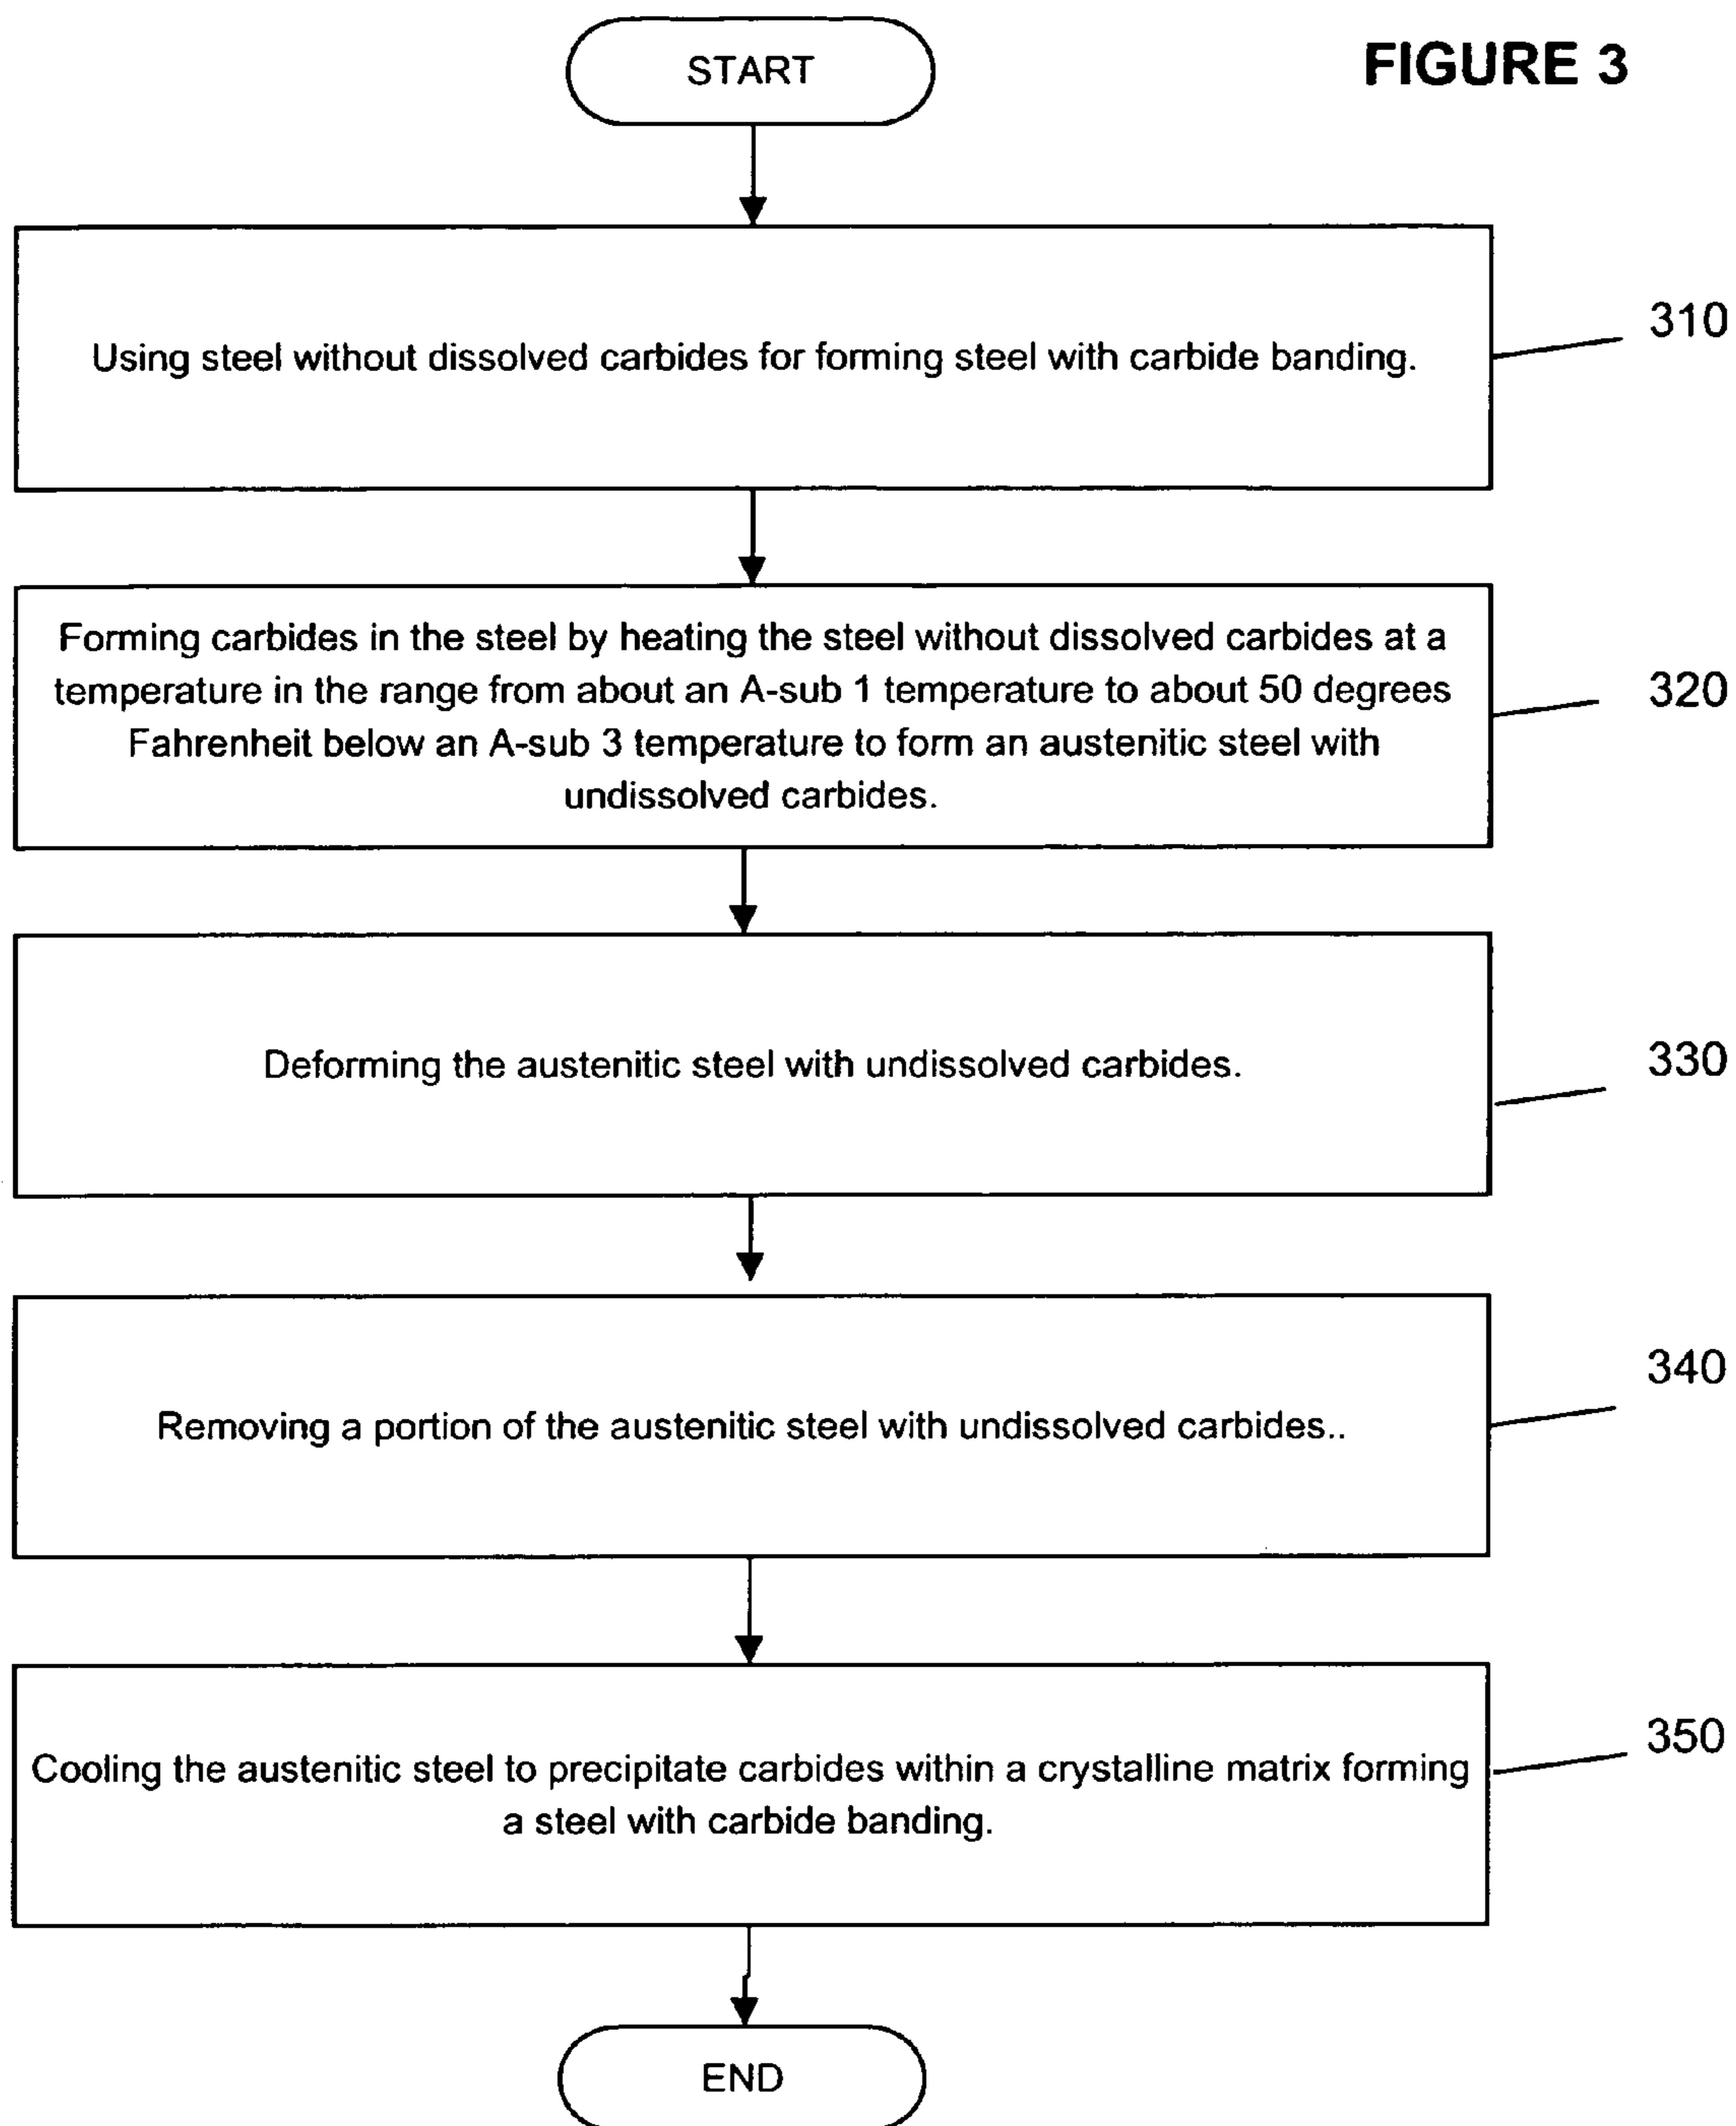 START
FIGURE 3
Using steel without dissolved carbides for forming steel with carbide banding.
310
Forming carbides in the steel by heating the steel without dissolved carbides at a
temperature in the range from about an A-sub 1 temperature to about 50 degrees
Fahrenheit below an A-sub 3 temperature to form an austenitic steel with
undissolved carbides.
320
Deforming the austenitic steel with undissolved carbides.
330
Removing a portion of the austenitic steel with undissolved carbides..
340
Cooling the austenitic steel to precipitate carbides within a crystalline matrix forming
a steel with carbide banding.
350
END